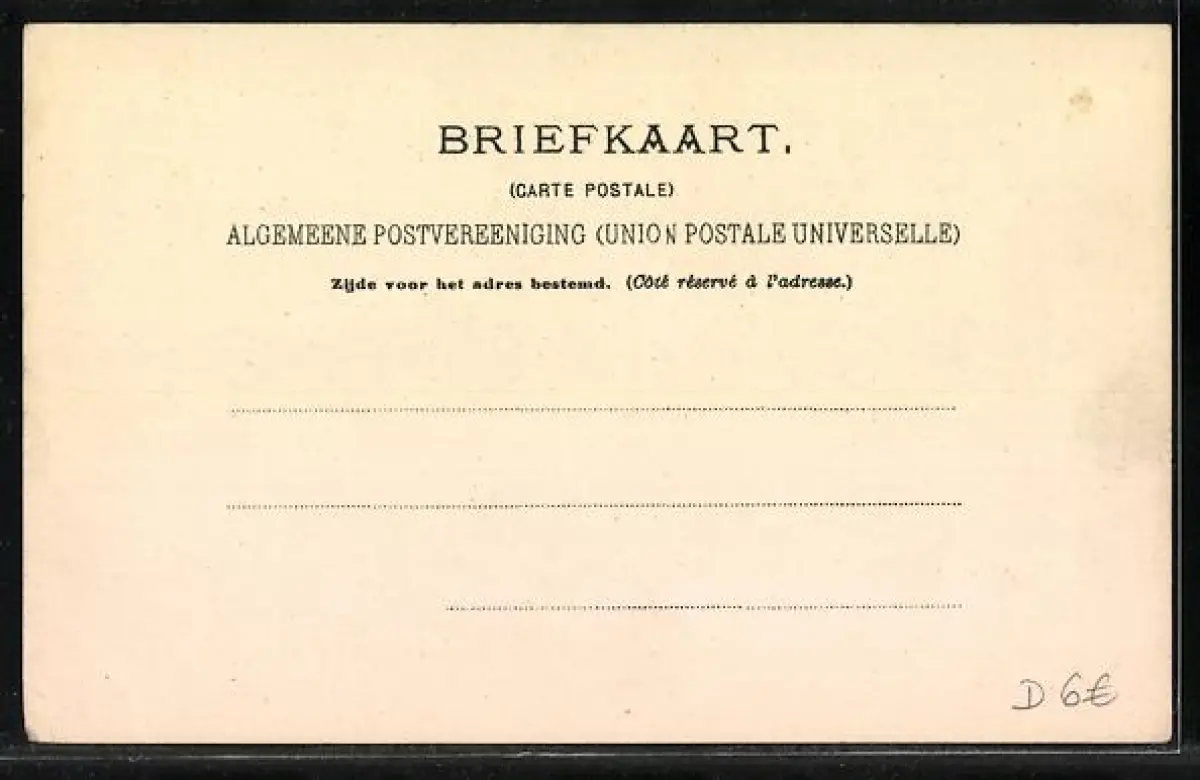 BRIEFKAART.
(CARTE POSTALE)
ALGEMEENE POSTVEREENIGING (UNION POSTALE UNIVERSELLE)
Zijde voor het adres bestemd. (Côté réservé à l'adresse.)
D 6€